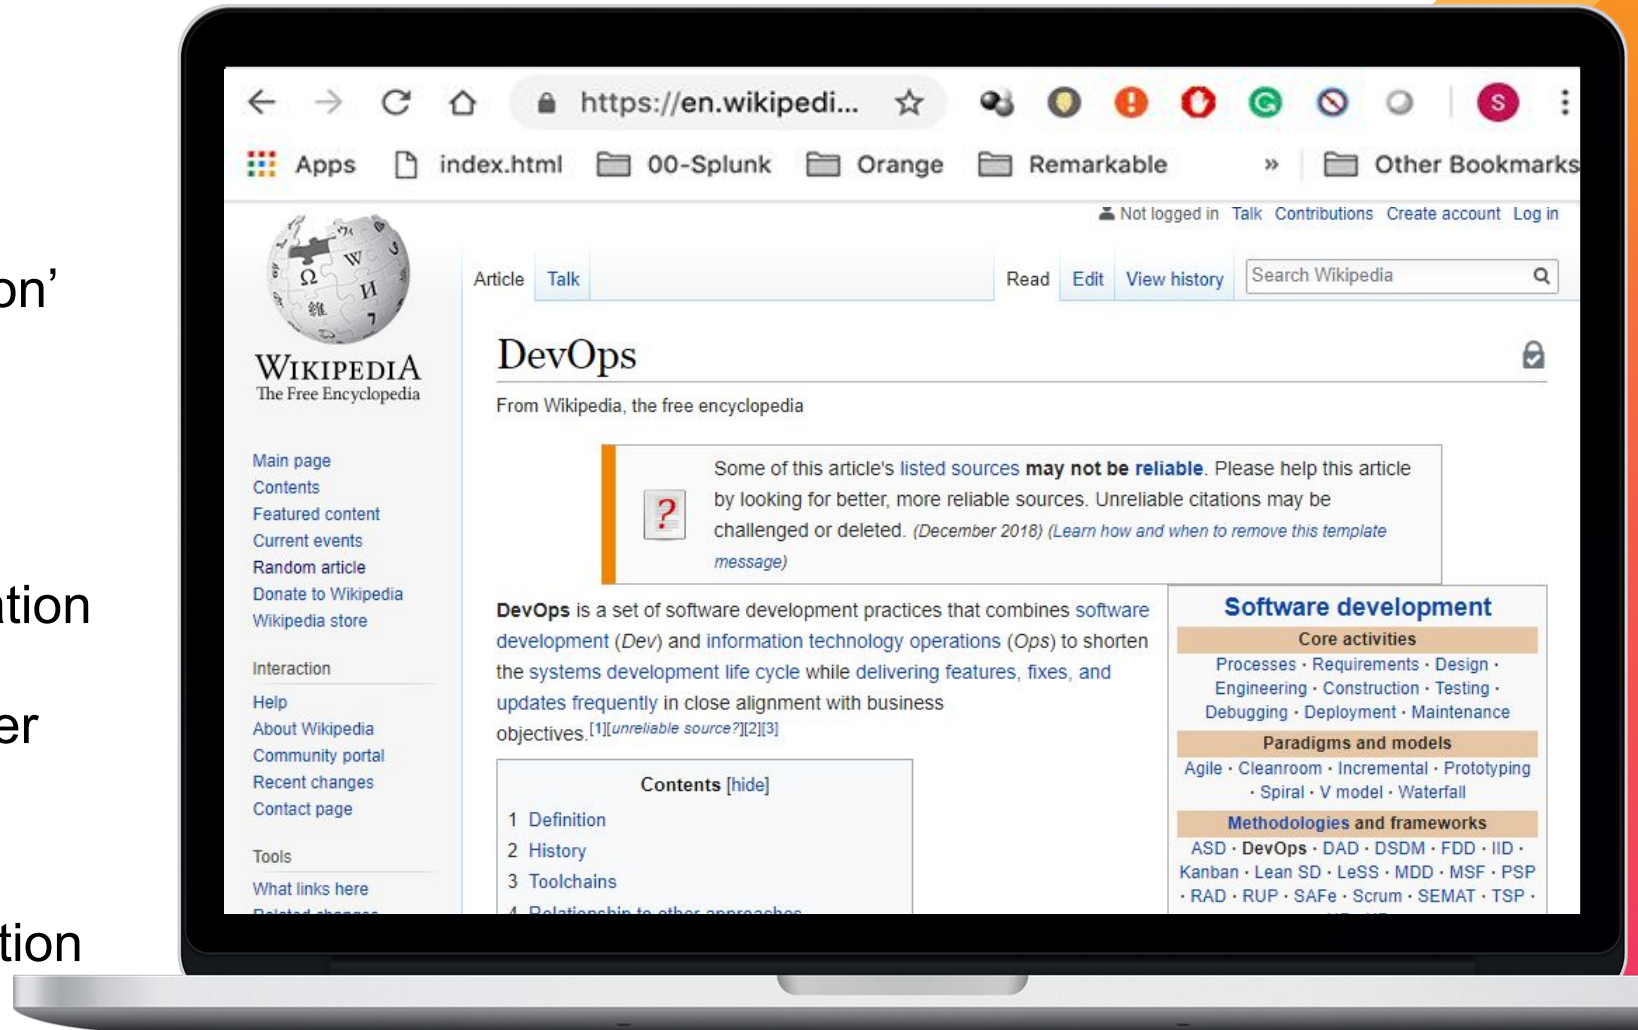 on’
ation
er
tion
https://en.wikipedi...
S
Apps index.html 00-Splunk Orange Remarkable » Other Bookmarks
Not logged in Talk Contributions Create account Log in
Article Talk Read Edit View history Search Wikipedia
WIKIPEDIA
The Free Encyclopedia
Main page
Contents
Featured content
Current events
Random article
Donate to Wikipedia
Wikipedia store
Interaction
Help
About Wikipedia
Community portal
Recent changes
Contact page
Tools
What links here
Related changes
DevOps
From Wikipedia, the free encyclopedia
Some of this article's listed sources may not be reliable. Please help this article
by looking for better, more reliable sources. Unreliable citations may be
challenged or deleted. (December 2018) (Learn how and when to remove this template
message)
DevOps is a set of software development practices that combines software
development (Dev) and information technology operations (Ops) to shorten
the systems development life cycle while delivering features, fixes, and
updates frequently in close alignment with business
objectives.[1][unreliable source?][2][3]
Contents [hide]
1 Definition
2 History
3 Toolchains
4 Relationship to other approaches
Software development
Core activities
Processes · Requirements · Design ·
Engineering · Construction · Testing ·
Debugging · Deployment · Maintenance
Paradigms and models
Agile · Cleanroom · Incremental · Prototyping
· Spiral · V model · Waterfall
Methodologies and frameworks
ASD · DevOps · DAD · DSDM · FDD · IID ·
Kanban · Lean SD · LeSS · MDD · MSF · PSP
· RAD · RUP · SAFe · Scrum · SEMAT · TSP ·